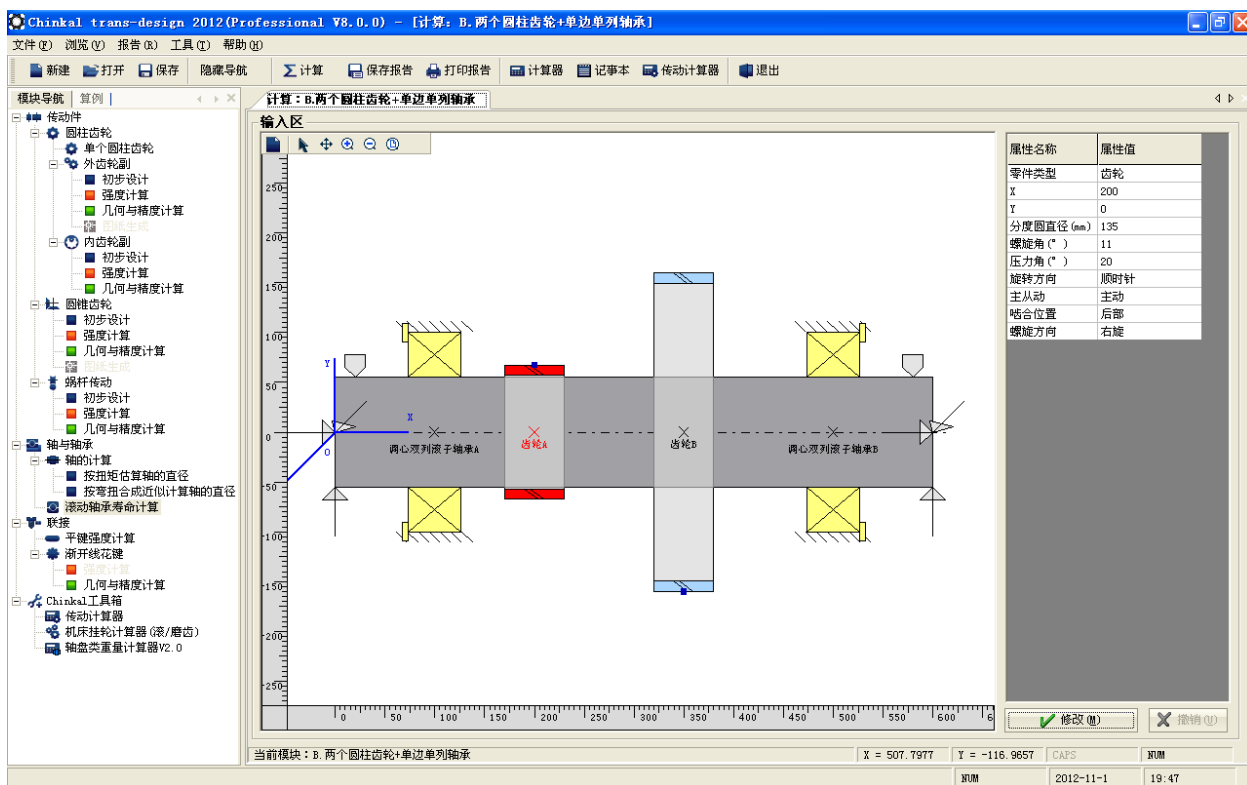 Chinkal trans-design 2012(Professional V8.0.0) - [计算: B.两个圆柱齿轮+单边单列轴承]
文件(F) 浏览(V) 报告(R) 工具(T) 帮助(H)
新建 打开 保存 隐藏导航 计算 保存报告 打印报告 计算器 记事本 传动计算器 退出
模块导航 算例
传动件
圆柱齿轮
单个圆柱齿轮
外齿轮副
初步设计
强度计算
几何与精度计算
图纸生成
内齿轮副
初步设计
强度计算
几何与精度计算
圆锥齿轮
初步设计
强度计算
几何与精度计算
图纸生成
蜗杆传动
初步设计
强度计算
几何与精度计算
轴与轴承
轴的计算
按扭矩估算轴的直径
按弯扭合成近似计算轴的直径
滚动轴承寿命计算
联接
平键强度计算
渐开线花键
强度计算
几何与精度计算
Chinkal工具箱
传动计算器
机床挂轮计算器(滚/磨齿)
轴盘类重量计算器V2.0
计算：B.两个圆柱齿轮+单边单列轴承
输入区
250
200
150
100
50
0
-50
-100
-150
-200
-250
Y
X
O
调心双列滚子轴承A
齿轮A
齿轮B
调心双列滚子轴承B
0 50 100 150 200 250 300 350 400 450 500 550 600 6
属性名称 属性值
零件类型 齿轮
X 200
Y 0
分度圆直径(mm) 135
螺旋角(°) 11
压力角(°) 20
旋转方向 顺时针
主从动 主动
啮合位置 后部
螺旋方向 右旋
修改(M) 撤销(U)
当前模块：B.两个圆柱齿轮+单边单列轴承 X = 507.7977 Y = -116.9657 CAPS NUM
NUM 2012-11-1 19:47